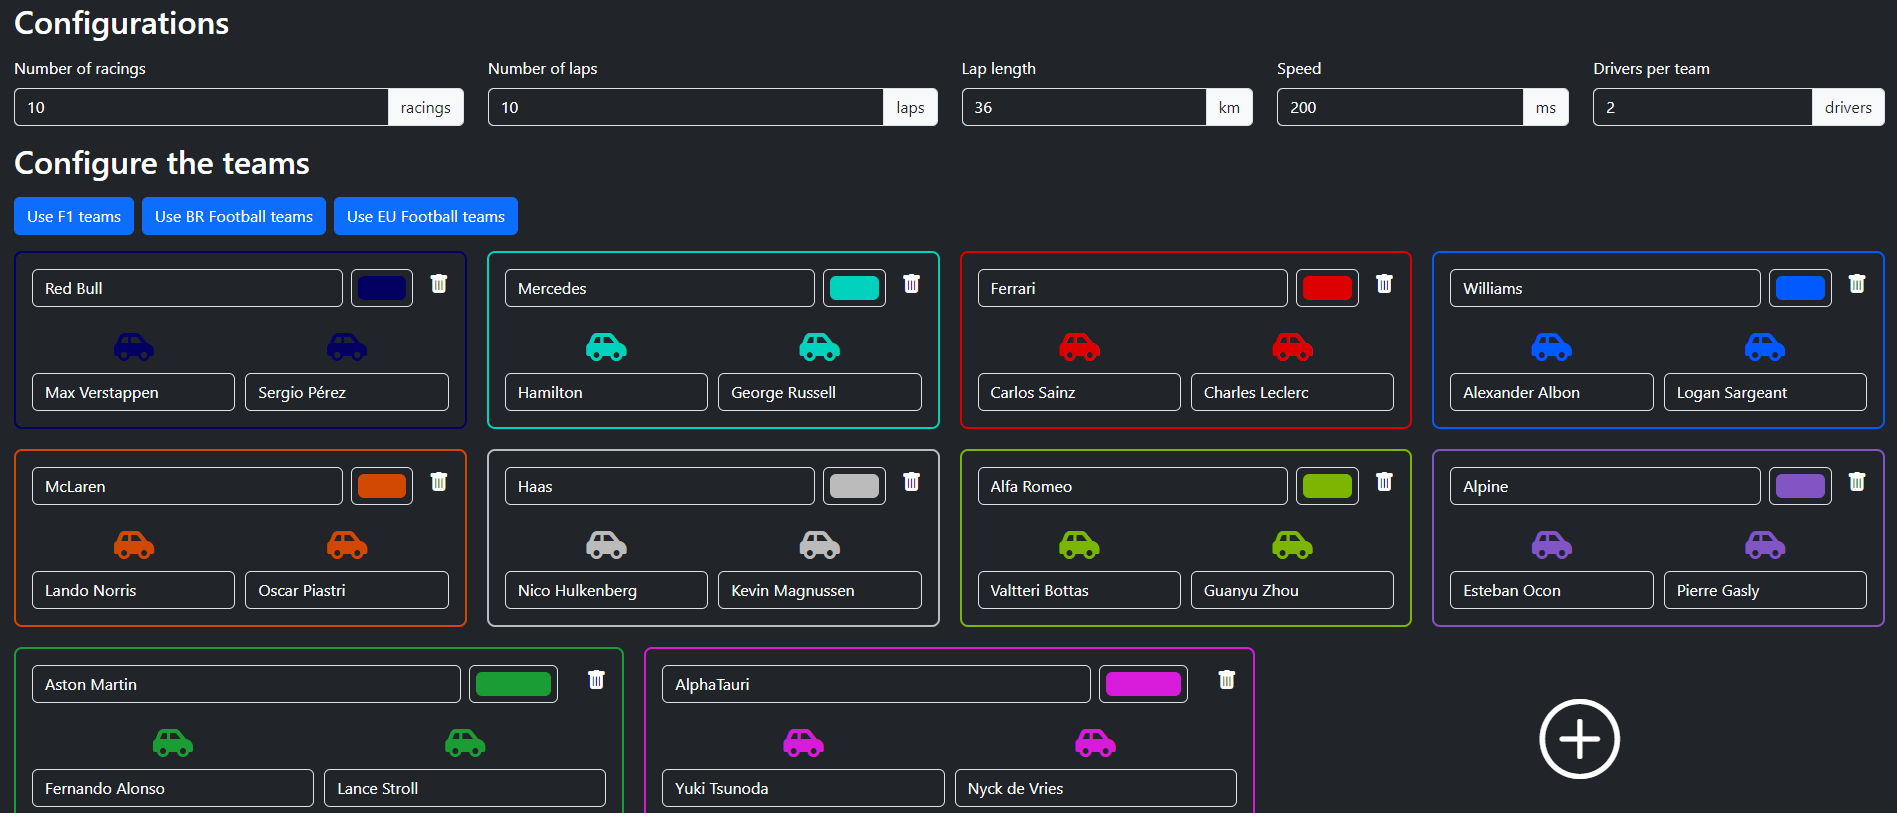 Configurations
Number of racings Number of laps Lap length Speed Drivers per team
10 racings 10 laps 36 km 200 ms 2 drivers
Configure the teams
Use F1 teams Use BR Football teams Use EU Football teams
Red Bull Mercedes Ferrari Williams
Max Verstappen Sergio Pérez Hamilton George Russell Carlos Sainz Charles Leclerc Alexander Albon Logan Sargeant
McLaren Haas Alfa Romeo Alpine
Lando Norris Oscar Piastri Nico Hulkenberg Kevin Magnussen Valtteri Bottas Guanyu Zhou Esteban Ocon Pierre Gasly
Aston Martin AlphaTauri
Fernando Alonso Lance Stroll Yuki Tsunoda Nyck de Vries